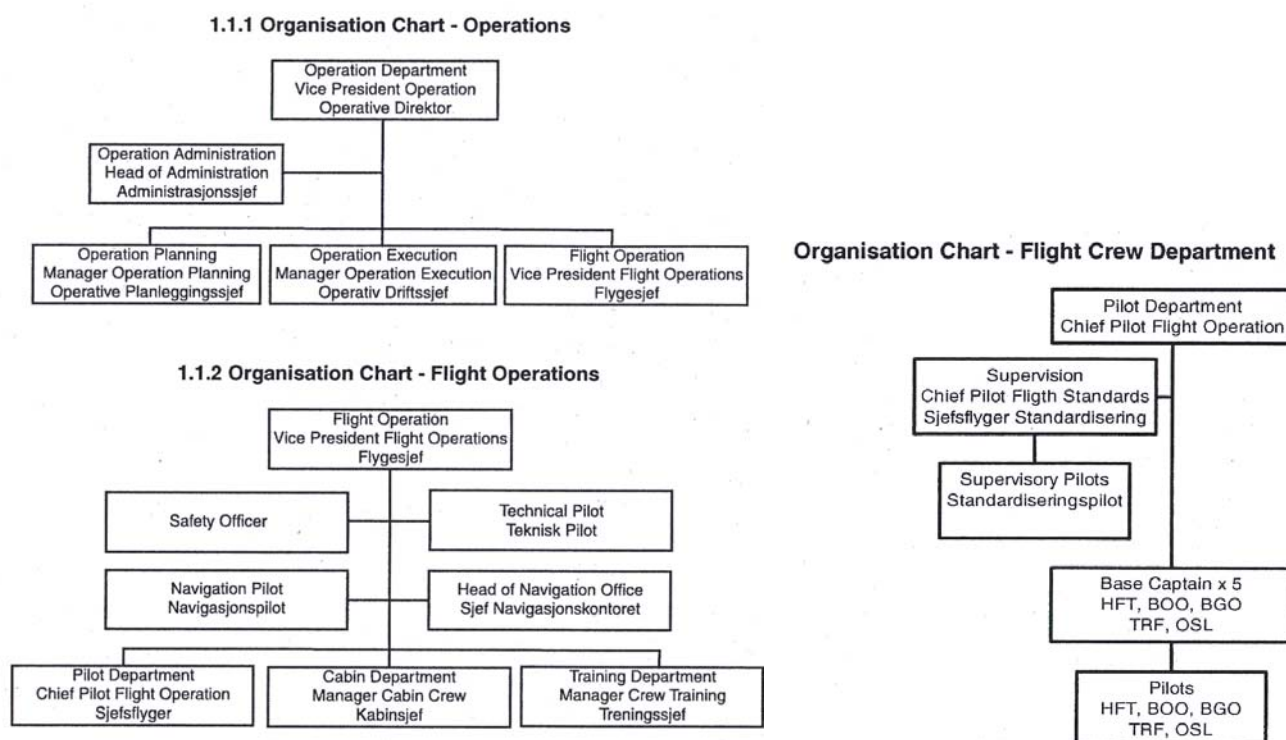 1.1.1 Organisation Chart - Operations
Operation Department
Vice President Operation
Operative Direktor
Operation Administration
Head of Administration
Administrasjonssjef
Operation Planning
Manager Operation Planning
Operative Planleggingssjef
Operation Execution
Manager Operation Execution
Operativ Driftssjef
Flight Operation
Vice President Flight Operations
Flygesjef
1.1.2 Organisation Chart - Flight Operations
Flight Operation
Vice President Flight Operations
Flygesjef
Safety Officer
Technical Pilot
Teknisk Pilot
Navigation Pilot
Navigasjonspilot
Head of Navigation Office
Sjef Navigasjonskontoret
Pilot Department
Chief Pilot Flight Operation
Sjefsflyger
Cabin Department
Manager Cabin Crew
Kabinsjef
Training Department
Manager Crew Training
Treningssjef
Organisation Chart - Flight Crew Department
Pilot Department
Chief Pilot Flight Operation
Supervision
Chief Pilot Fligth Standards
Sjefsflyger Standardisering
Supervisory Pilots
Standardiseringspilot
Base Captain x 5
HFT, BOO, BGO
TRF, OSL
Pilots
HFT, BOO, BGO
TRF, OSL